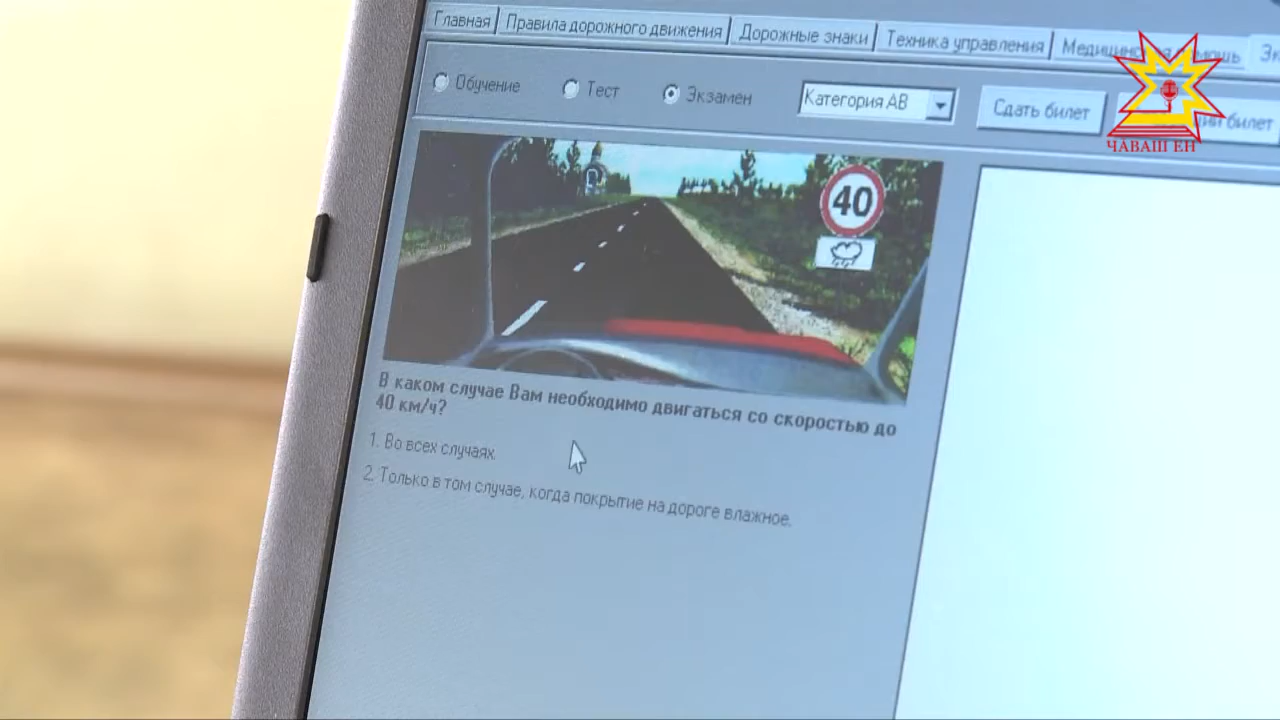 Главная Правила дорожного движения Дорожные знаки Техника управления
Обучение Тест Экзамен Категория АВ Сдать билет билет
ЧĂВАШ ЕН
40
В каком случае Вам необходимо двигаться со скоростью до
40 км/ч?
1. Во всех случаях.
2. Только в том случае, когда покрытие на дороге влажное.